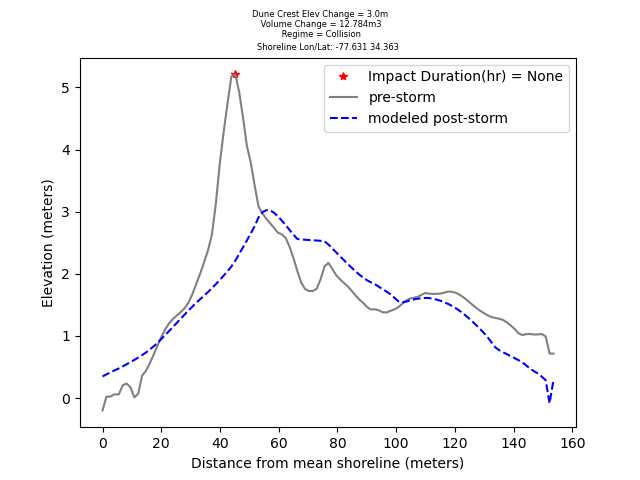 Dune Crest Elev Change = 3.0m
Volume Change = 12.784m3
Regime = Collision
Shoreline Lon/Lat: -77.631 34.363
Impact Duration(hr) = None
pre-storm
modeled post-storm
Elevation (meters)
5
4
3
2
1
0
0 20 40 60 80 100 120 140 160
Distance from mean shoreline (meters)